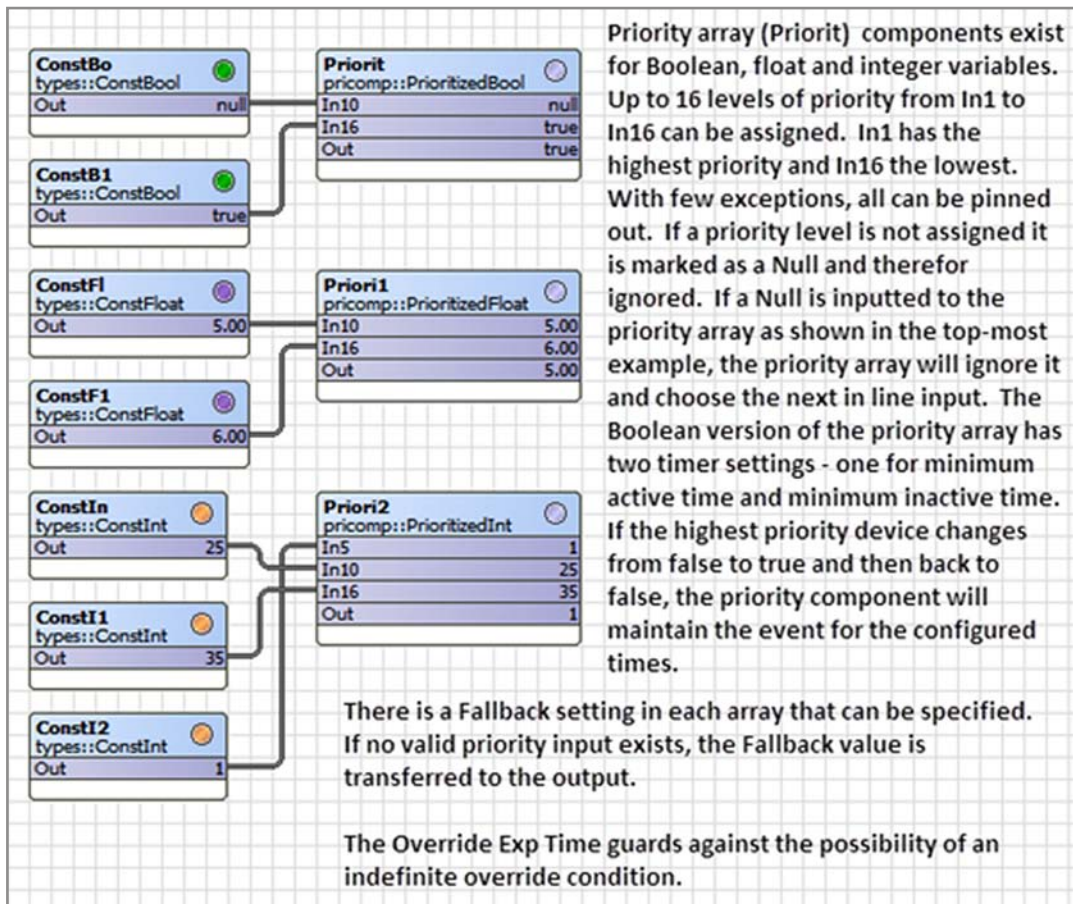 ConstBo
types::ConstBool
Out null
ConstB1
types::ConstBool
Out true
Priorit
pricomp::PrioritizedBool
In10 null
In16 true
Out true
ConstFl
types::ConstFloat
Out 5.00
ConstF1
types::ConstFloat
Out 6.00
Priori1
pricomp::PrioritizedFloat
In10 5.00
In16 6.00
Out 5.00
ConstIn
types::ConstInt
Out 25
ConstI1
types::ConstInt
Out 35
ConstI2
types::ConstInt
Out 1
Priori2
pricomp::PrioritizedInt
In5 1
In10 25
In16 35
Out 1
Priority array (Priorit) components exist
for Boolean, float and integer variables.
Up to 16 levels of priority from In1 to
In16 can be assigned. In1 has the
highest priority and In16 the lowest.
With few exceptions, all can be pinned
out. If a priority level is not assigned it
is marked as a Null and therefor
ignored. If a Null is inputted to the
priority array as shown in the top-most
example, the priority array will ignore it
and choose the next in line input. The
Boolean version of the priority array has
two timer settings - one for minimum
active time and minimum inactive time.
If the highest priority device changes
from false to true and then back to
false, the priority component will
maintain the event for the configured
times.
There is a Fallback setting in each array that can be specified.
If no valid priority input exists, the Fallback value is
transferred to the output.
The Override Exp Time guards against the possibility of an
indefinite override condition.